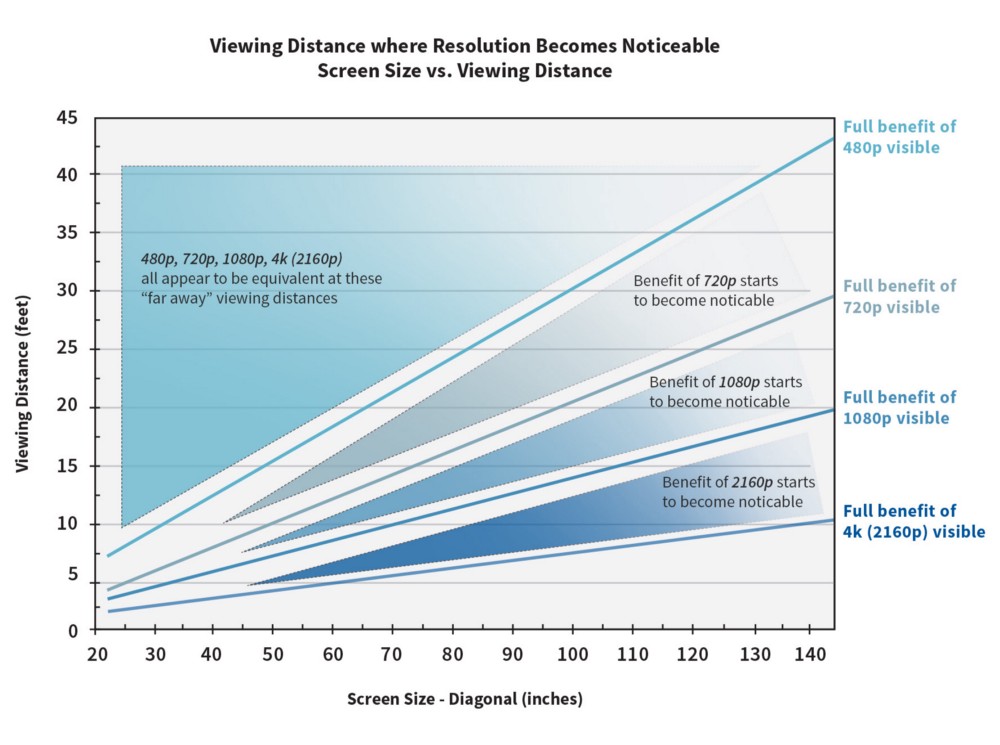 Viewing Distance where Resolution Becomes Noticeable
Screen Size vs. Viewing Distance
Viewing Distance (feet)
45
40
35
30
25
20
15
10
5
0
480p, 720p, 1080p, 4k (2160p)
all appear to be equivalent at these
“far away” viewing distances
Benefit of 720p starts
to become noticable
Benefit of 1080p starts
to become noticable
Benefit of 2160p starts
to become noticable
Full benefit of
480p visible
Full benefit of
720p visible
Full benefit of
1080p visible
Full benefit of
4k (2160p) visible
20 30 40 50 60 70 80 90 100 110 120 130 140
Screen Size - Diagonal (inches)